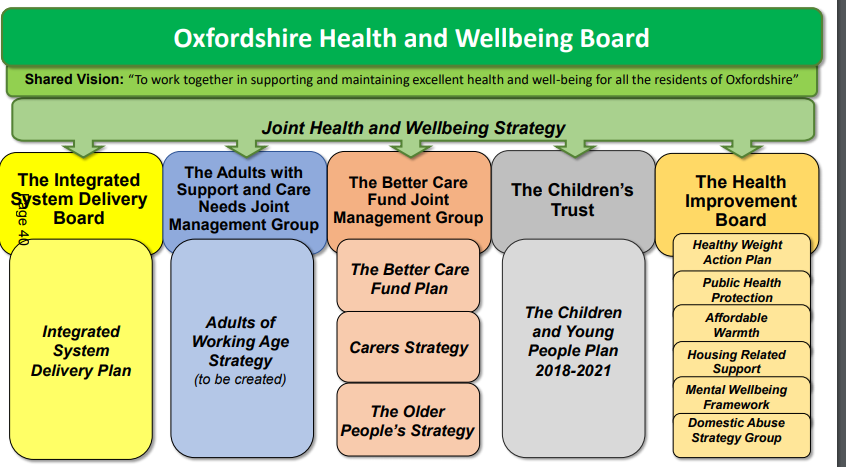 Oxfordshire Health and Wellbeing Board
Shared Vision: “To work together in supporting and maintaining excellent health and well-being for all the residents of Oxfordshire”
Joint Health and Wellbeing Strategy
The Integrated
System Delivery
Board
age 40
Integrated
System
Delivery Plan
The Adults with
Support and Care
Needs Joint
Management Group
Adults of
Working Age
Strategy
(to be created)
The Better Care
Fund Joint
Management Group
The Better Care
Fund Plan
Carers Strategy
The Older
People’s Strategy
The Children’s
Trust
The Children
and Young
People Plan
2018-2021
The Health
Improvement
Board
Healthy Weight
Action Plan
Public Health
Protection
Affordable
Warmth
Housing Related
Support
Mental Wellbeing
Framework
Domestic Abuse
Strategy Group